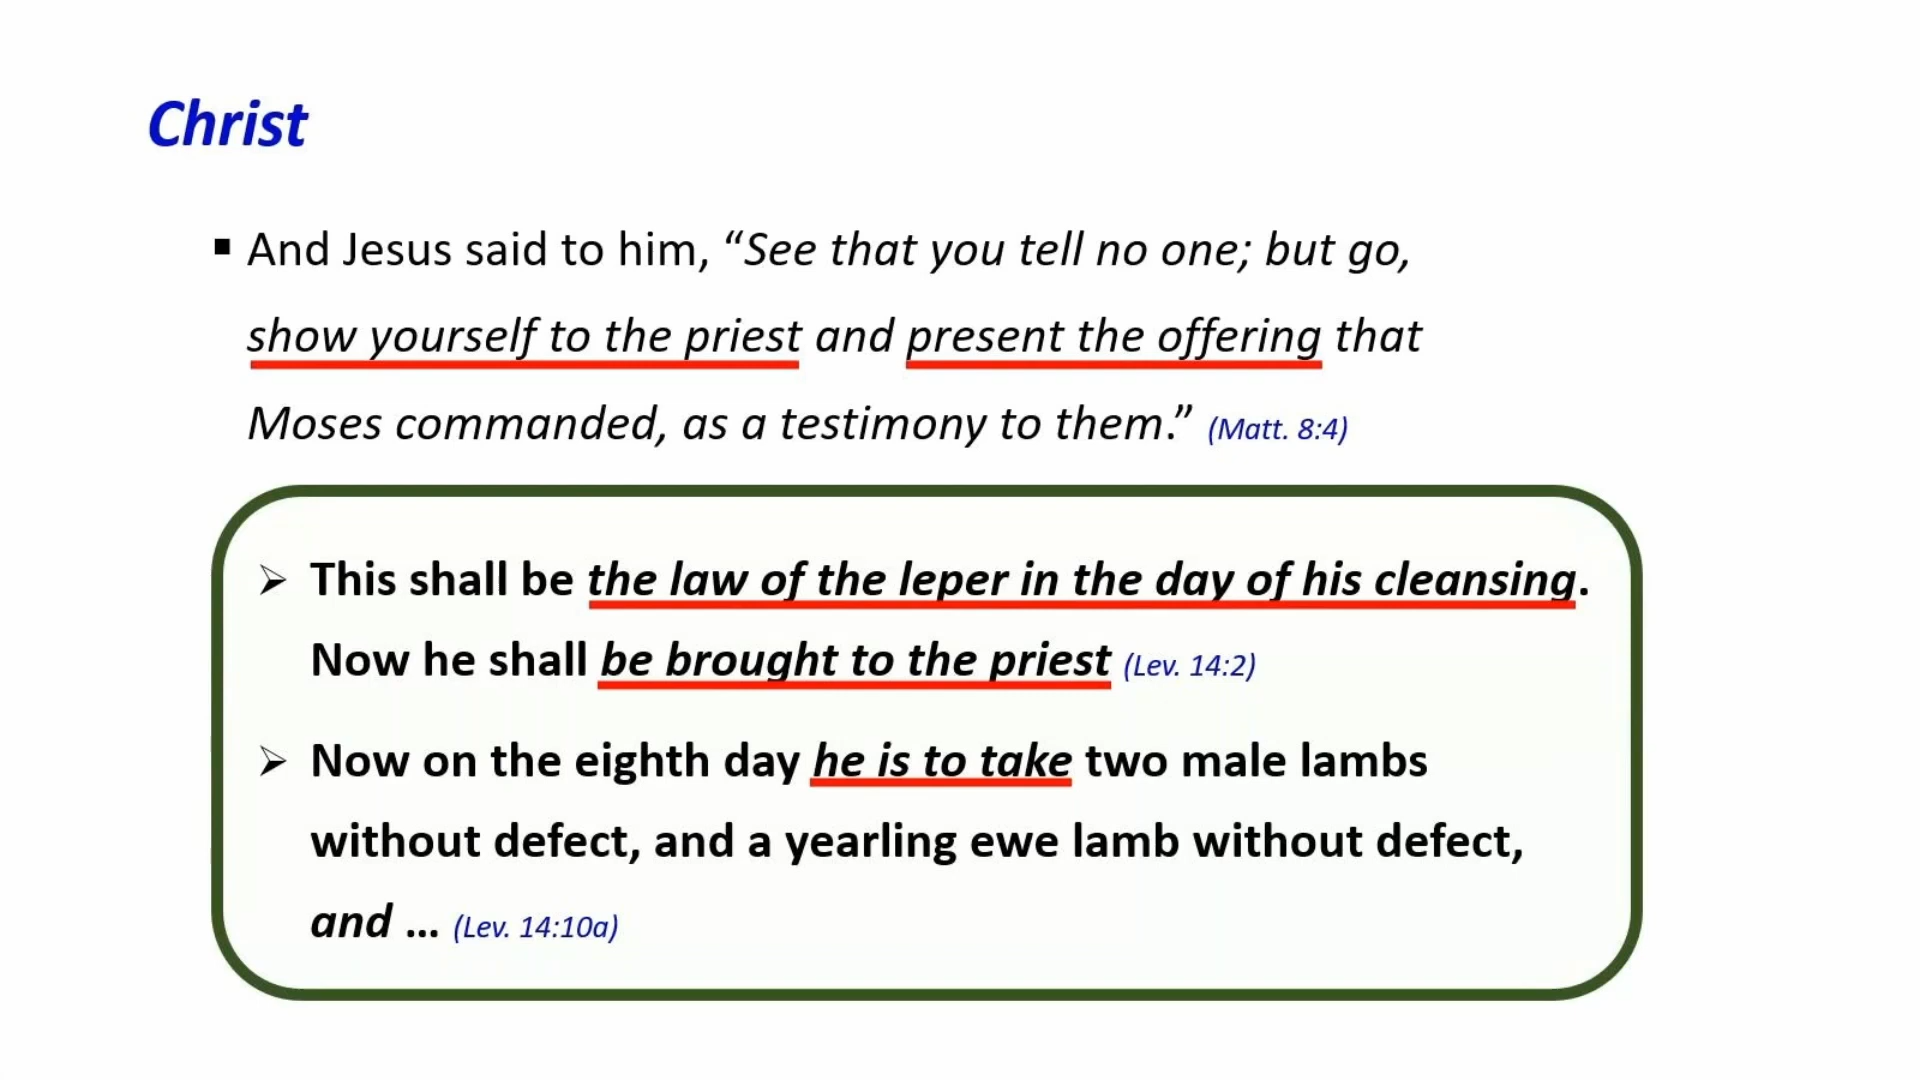 Christ
▪ And Jesus said to him, “See that you tell no one; but go,
show yourself to the priest and present the offering that
Moses commanded, as a testimony to them.” (Matt. 8:4)
➢ This shall be the law of the leper in the day of his cleansing.
Now he shall be brought to the priest (Lev. 14:2)
➢ Now on the eighth day he is to take two male lambs
without defect, and a yearling ewe lamb without defect,
and ... (Lev. 14:10a)